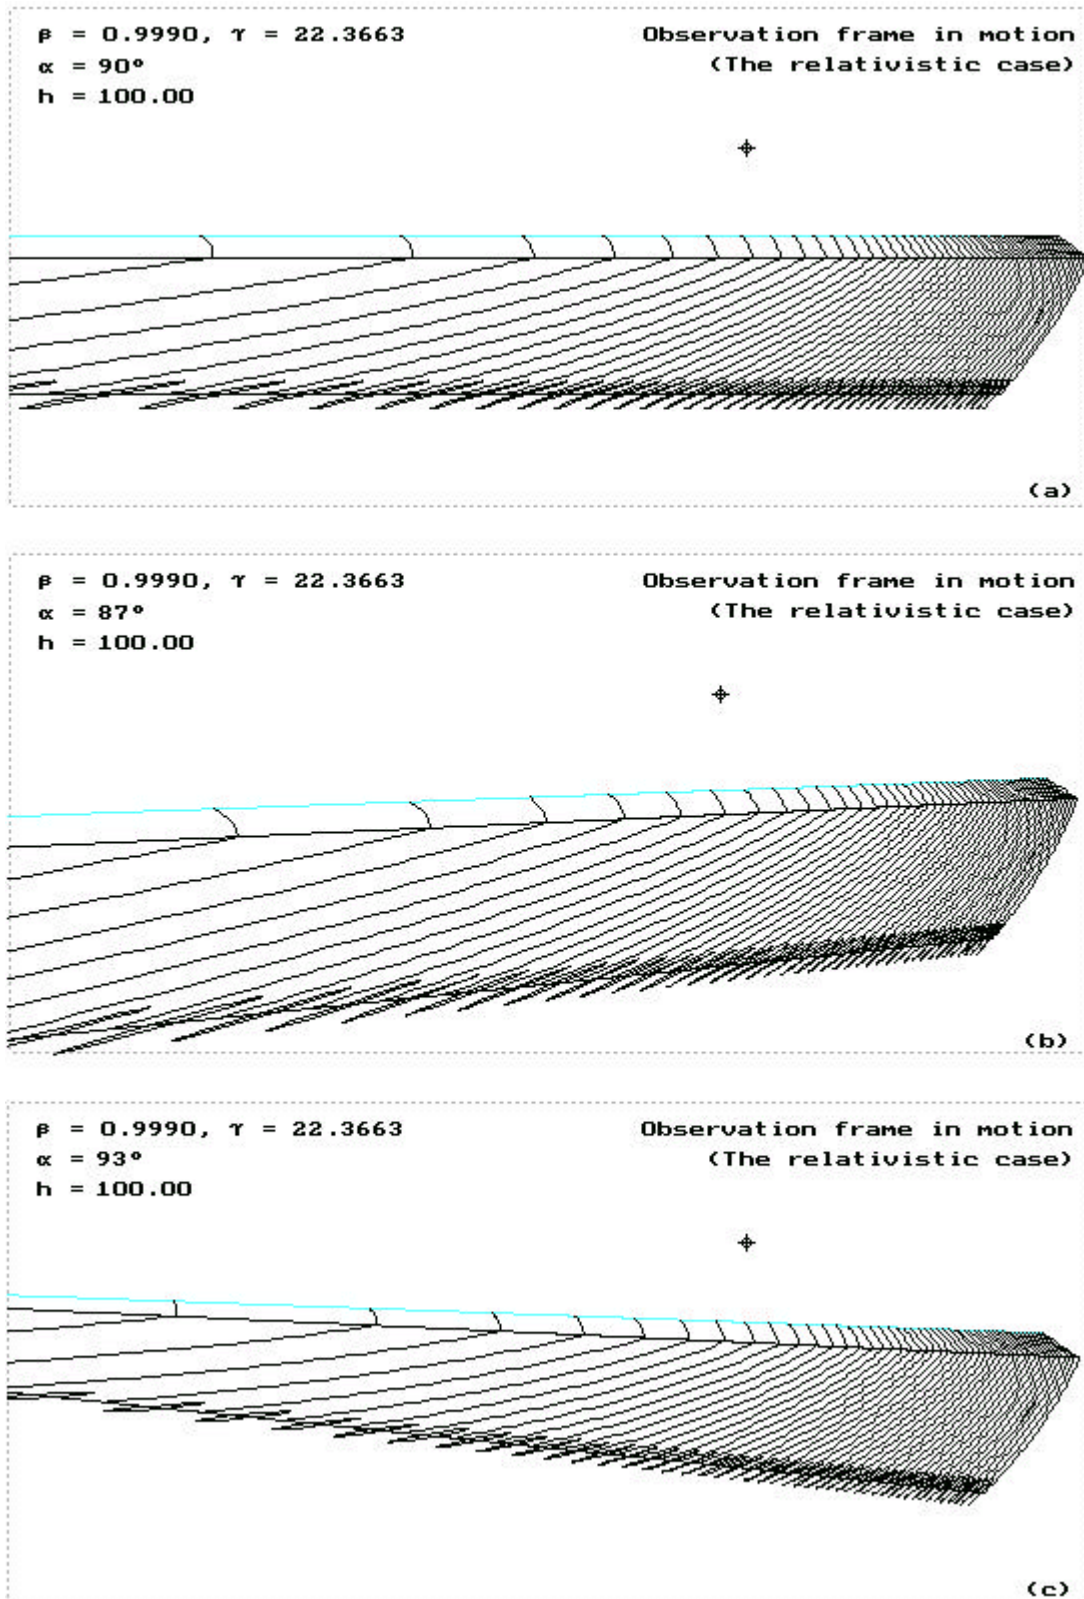 β = 0.9990, γ = 22.3663
Observation frame in motion
α = 90°
(The relativistic case)
h = 100.00
(a)
β = 0.9990, γ = 22.3663
Observation frame in motion
α = 87°
(The relativistic case)
h = 100.00
(b)
β = 0.9990, γ = 22.3663
Observation frame in motion
α = 93°
(The relativistic case)
h = 100.00
(c)